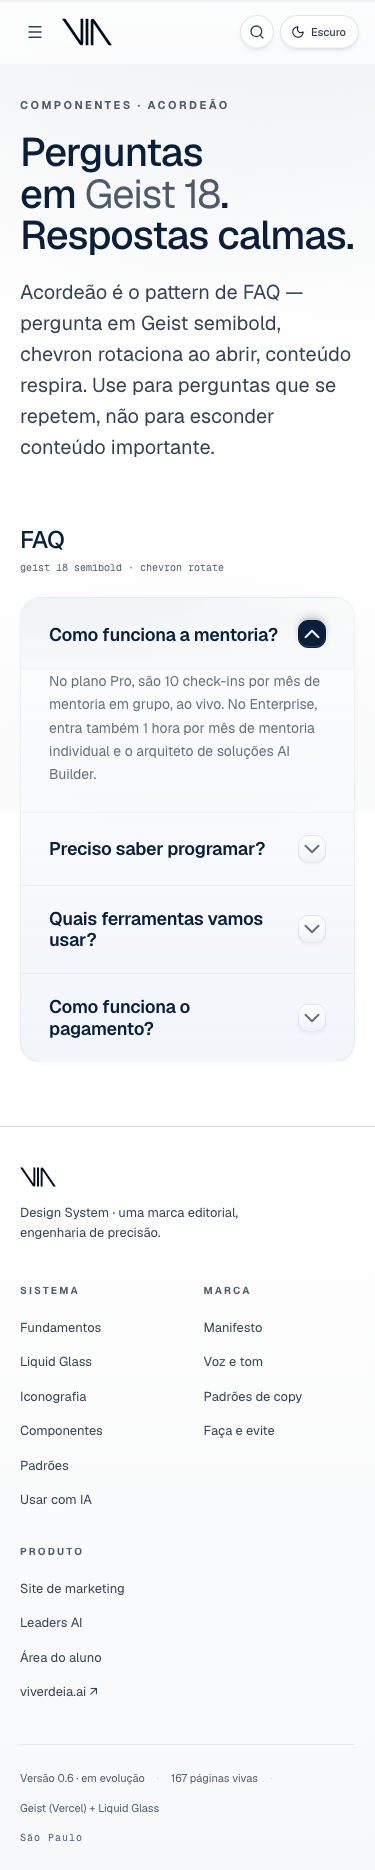 VIA
Escuro
COMPONENTES · ACORDEÃO
Perguntas
em Geist 18.
Respostas calmas.
Acordeão é o pattern de FAQ —
pergunta em Geist semibold,
chevron rotaciona ao abrir, conteúdo
respira. Use para perguntas que se
repetem, não para esconder
conteúdo importante.
FAQ
geist 18 semibold · chevron rotate
Como funciona a mentoria?
No plano Pro, são 10 check-ins por mês de
mentoria em grupo, ao vivo. No Enterprise,
entra também 1 hora por mês de mentoria
individual e o arquiteto de soluções AI
Builder.
Preciso saber programar?
Quais ferramentas vamos
usar?
Como funciona o
pagamento?
VIA
Design System · uma marca editorial,
engenharia de precisão.
SISTEMA
Fundamentos
Liquid Glass
Iconografia
Componentes
Padrões
Usar com IA
MARCA
Manifesto
Voz e tom
Padrões de copy
Faça e evite
PRODUTO
Site de marketing
Leaders AI
Área do aluno
viverdeia.ai ↗
Versão 0.6 · em evolução · 167 páginas vivas ·
Geist (Vercel) + Liquid Glass
São Paulo